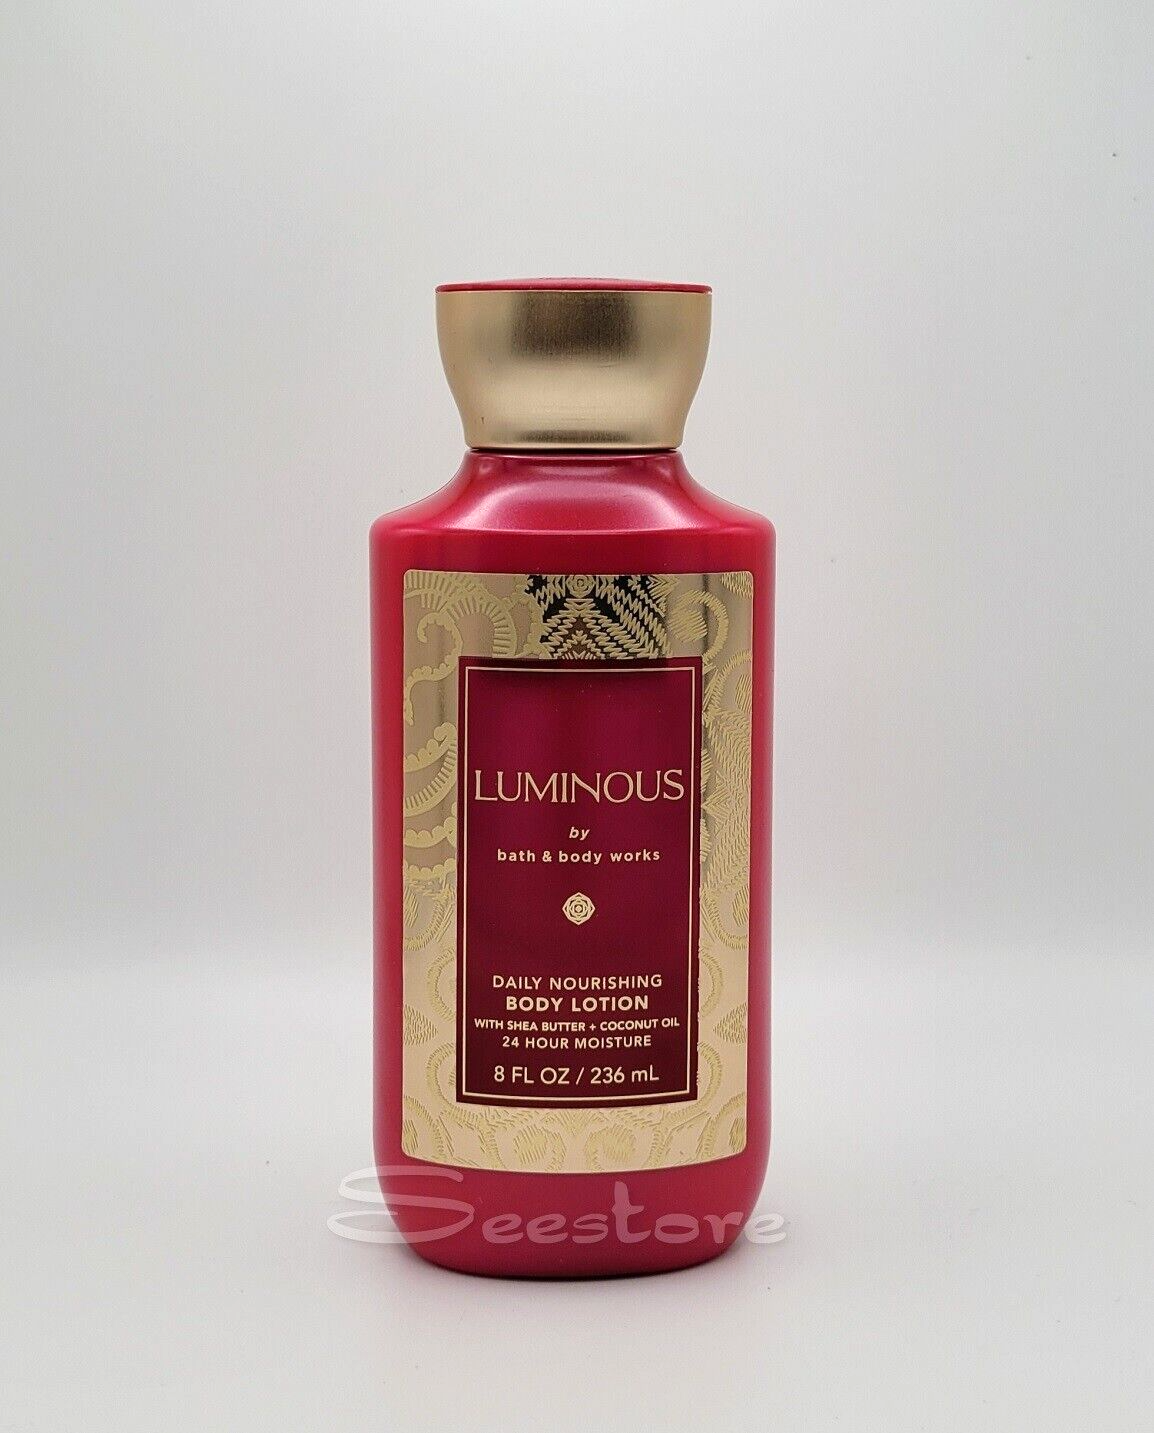 LUMINOUS
by
bath & body works
DAILY NOURISHING
BODY LOTION
WITH SHEA BUTTER + COCONUT OIL
24 HOUR MOISTURE
8 FL OZ / 236 mL
Seestore